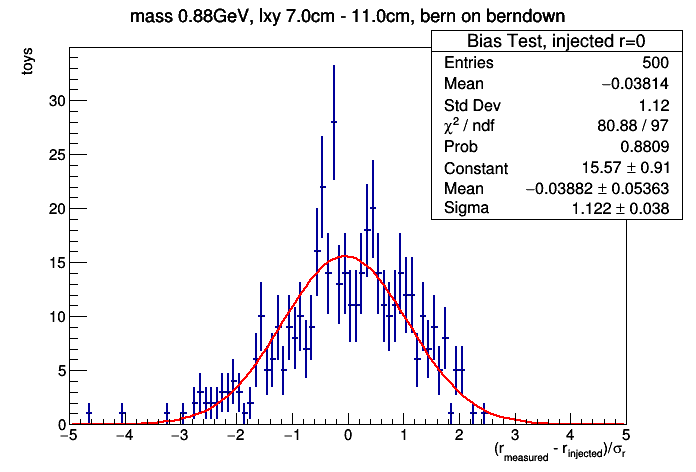 mass 0.88GeV, lxy 7.0cm - 11.0cm, bern on berndown
Bias Test, injected r=0
Entries 500
Mean −0.03814
Std Dev 1.12
χ² / ndf 80.88 / 97
Prob 0.8809
Constant 15.57 ± 0.91
Mean −0.03882 ± 0.05363
Sigma 1.122 ± 0.038
toys
30
25
20
15
10
5
0
−5 −4 −3 −2 −1 0 1 2 3 4 5
(r_measured - r_injected)/σ_r